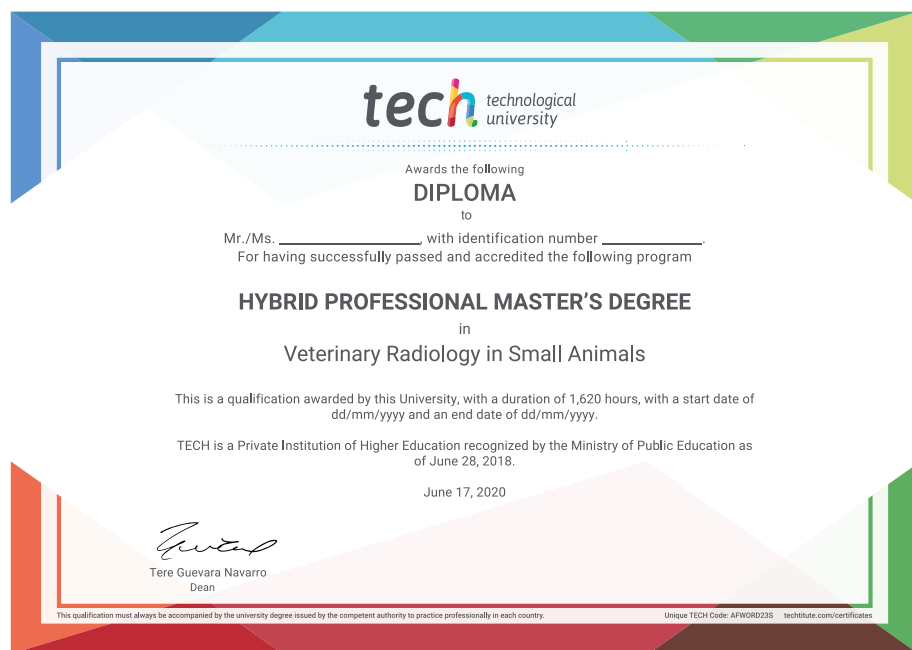 tech technological
university
Awards the following
DIPLOMA
to
Mr./Ms. ____________________, with identification number ______________.
For having successfully passed and accredited the following program
HYBRID PROFESSIONAL MASTER'S DEGREE
in
Veterinary Radiology in Small Animals
This is a qualification awarded by this University, with a duration of 1,620 hours, with a start date of
dd/mm/yyyy and an end date of dd/mm/yyyy.
TECH is a Private Institution of Higher Education recognized by the Ministry of Public Education as
of June 28, 2018.
June 17, 2020
Tere Guevara Navarro
Dean
This qualification must always be accompanied by the university degree issued by the competent authority to practice professionally in each country. Unique TECH Code: AFWORD23S techtitute.com/certificates